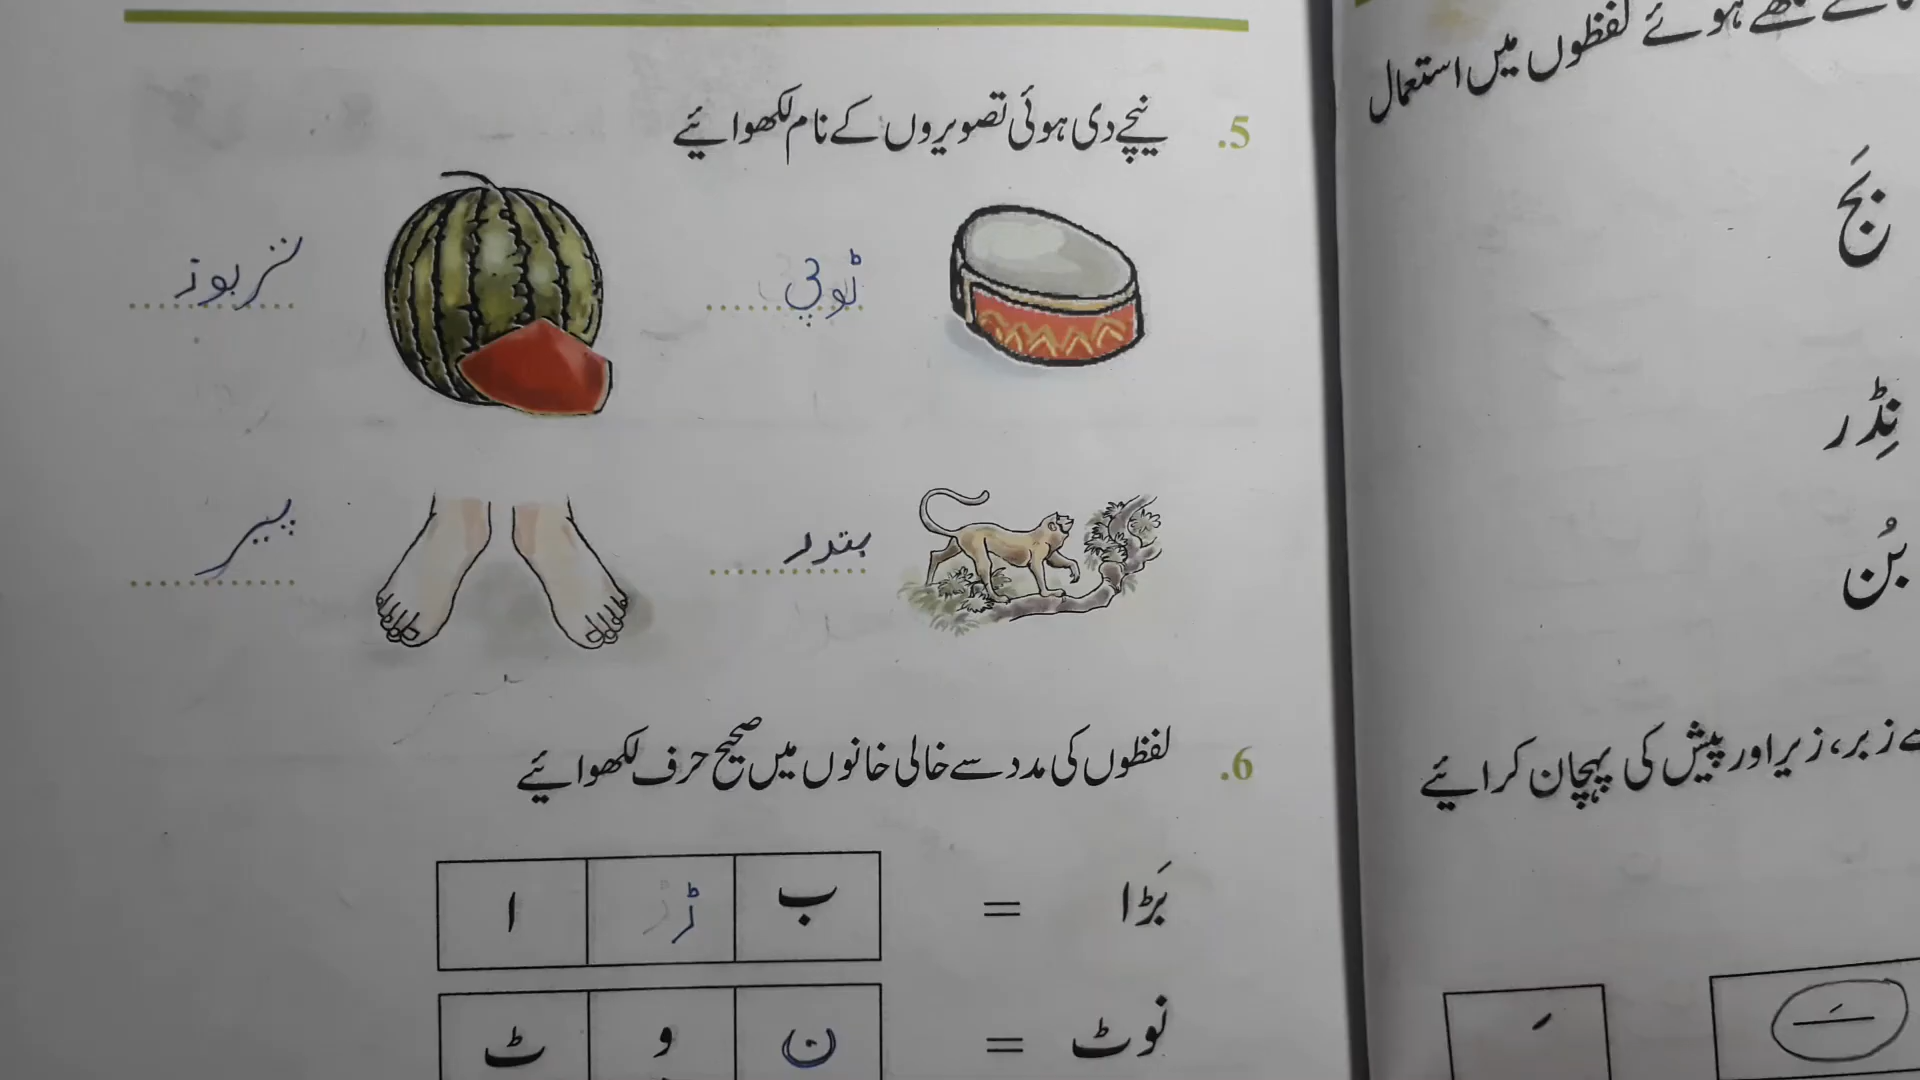 5. نیچے دی ہوئی تصویروں کے نام لکھوائیے
ٹوپی
تربوز
بندر
پیر
6. لفظوں کی مدد سے خالی خانوں میں صحیح حرف لکھوائیے
بَڑا = ب ڑ ا
نوٹ = ن و ٹ
ہوئے لفظوں میں استعمال
بَج
نِڈر
بُن
زبر، زیر اور پیش کی پہچان کرائیے